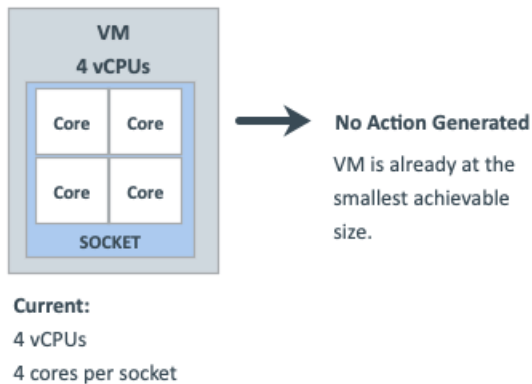 VM
4 vCPUs
Core Core
Core Core
SOCKET
No Action Generated
VM is already at the
smallest achievable
size.
Current:
4 vCPUs
4 cores per socket